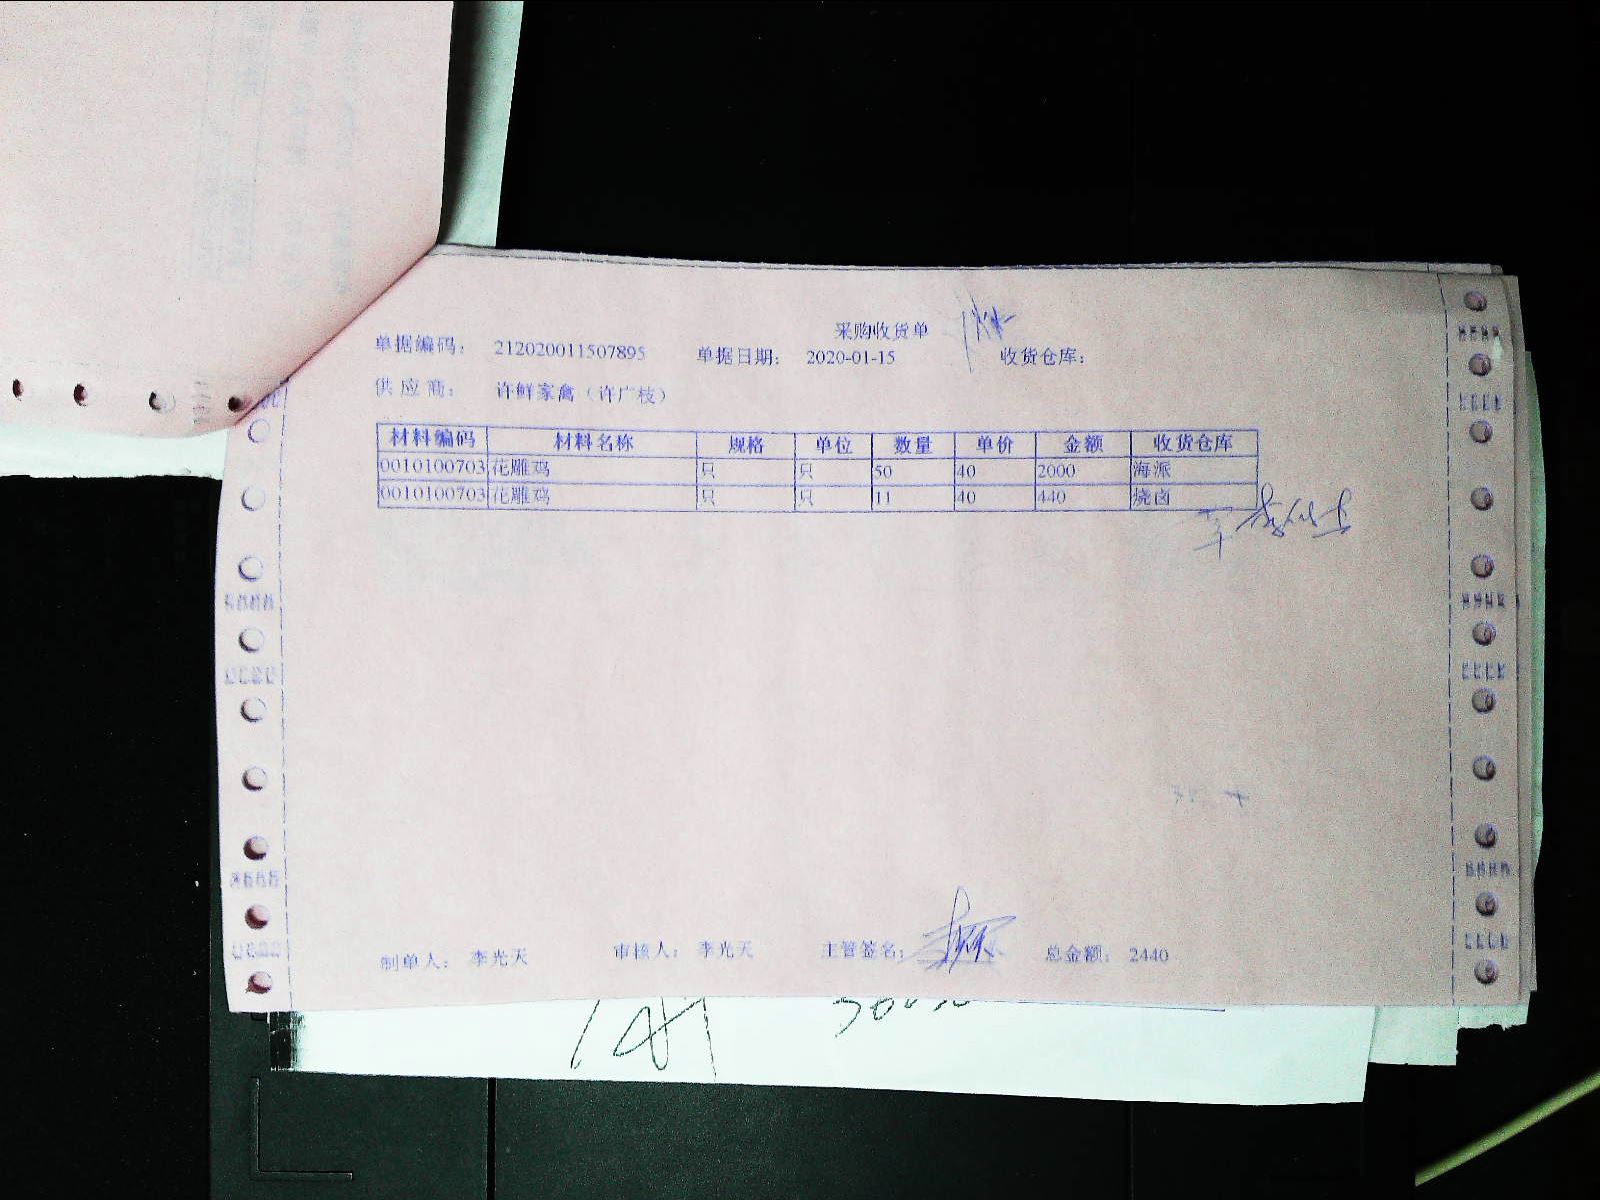 采购收货单
单据编码： 212020011507895 单据日期： 2020-01-15 收货仓库：
供 应 商： 许鲜家禽（许广枝）
材料编码 材料名称 规格 单位 数量 单价 金额 收货仓库
0010100703 花雕鸡 只 只 50 40 2000 海派
0010100703 花雕鸡 只 只 11 40 440 烧卤
制单人： 李光天 审核人： 李光天 主管签名： 总金额： 2440